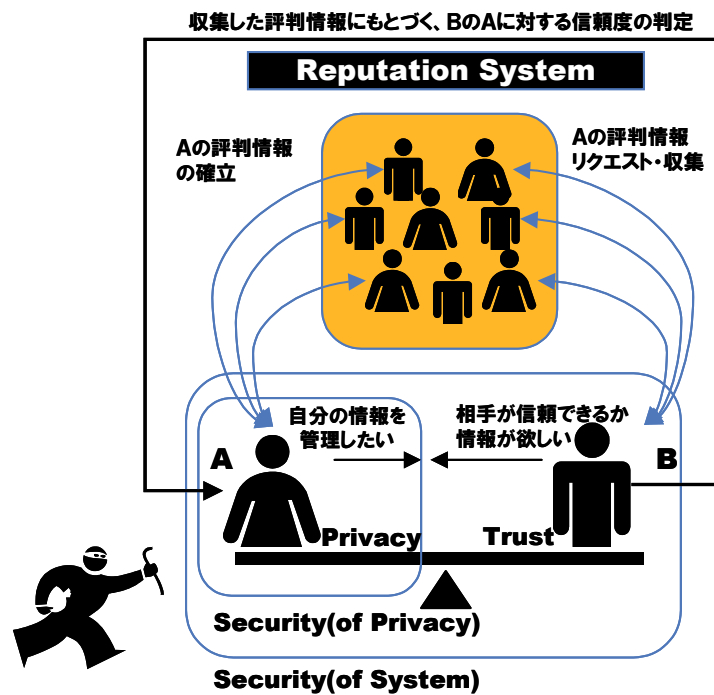 収集した評判情報にもとづく、BのAに対する信頼度の判定
Reputation System
Aの評判情報
の確立
Aの評判情報
リクエスト・収集
自分の情報を
管理したい
相手が信頼できるか
情報が欲しい
A
B
Privacy
Trust
Security(of Privacy)
Security(of System)